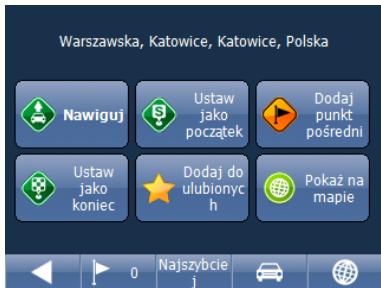 Warszawska, Katowice, Katowice, Polska
Nawiguj
Ustaw
jako
początek
Dodaj
punkt
pośredni
Ustaw
jako
koniec
Dodaj do
ulubionyc
h
Pokaż na
mapie
0
Najszybcie
j